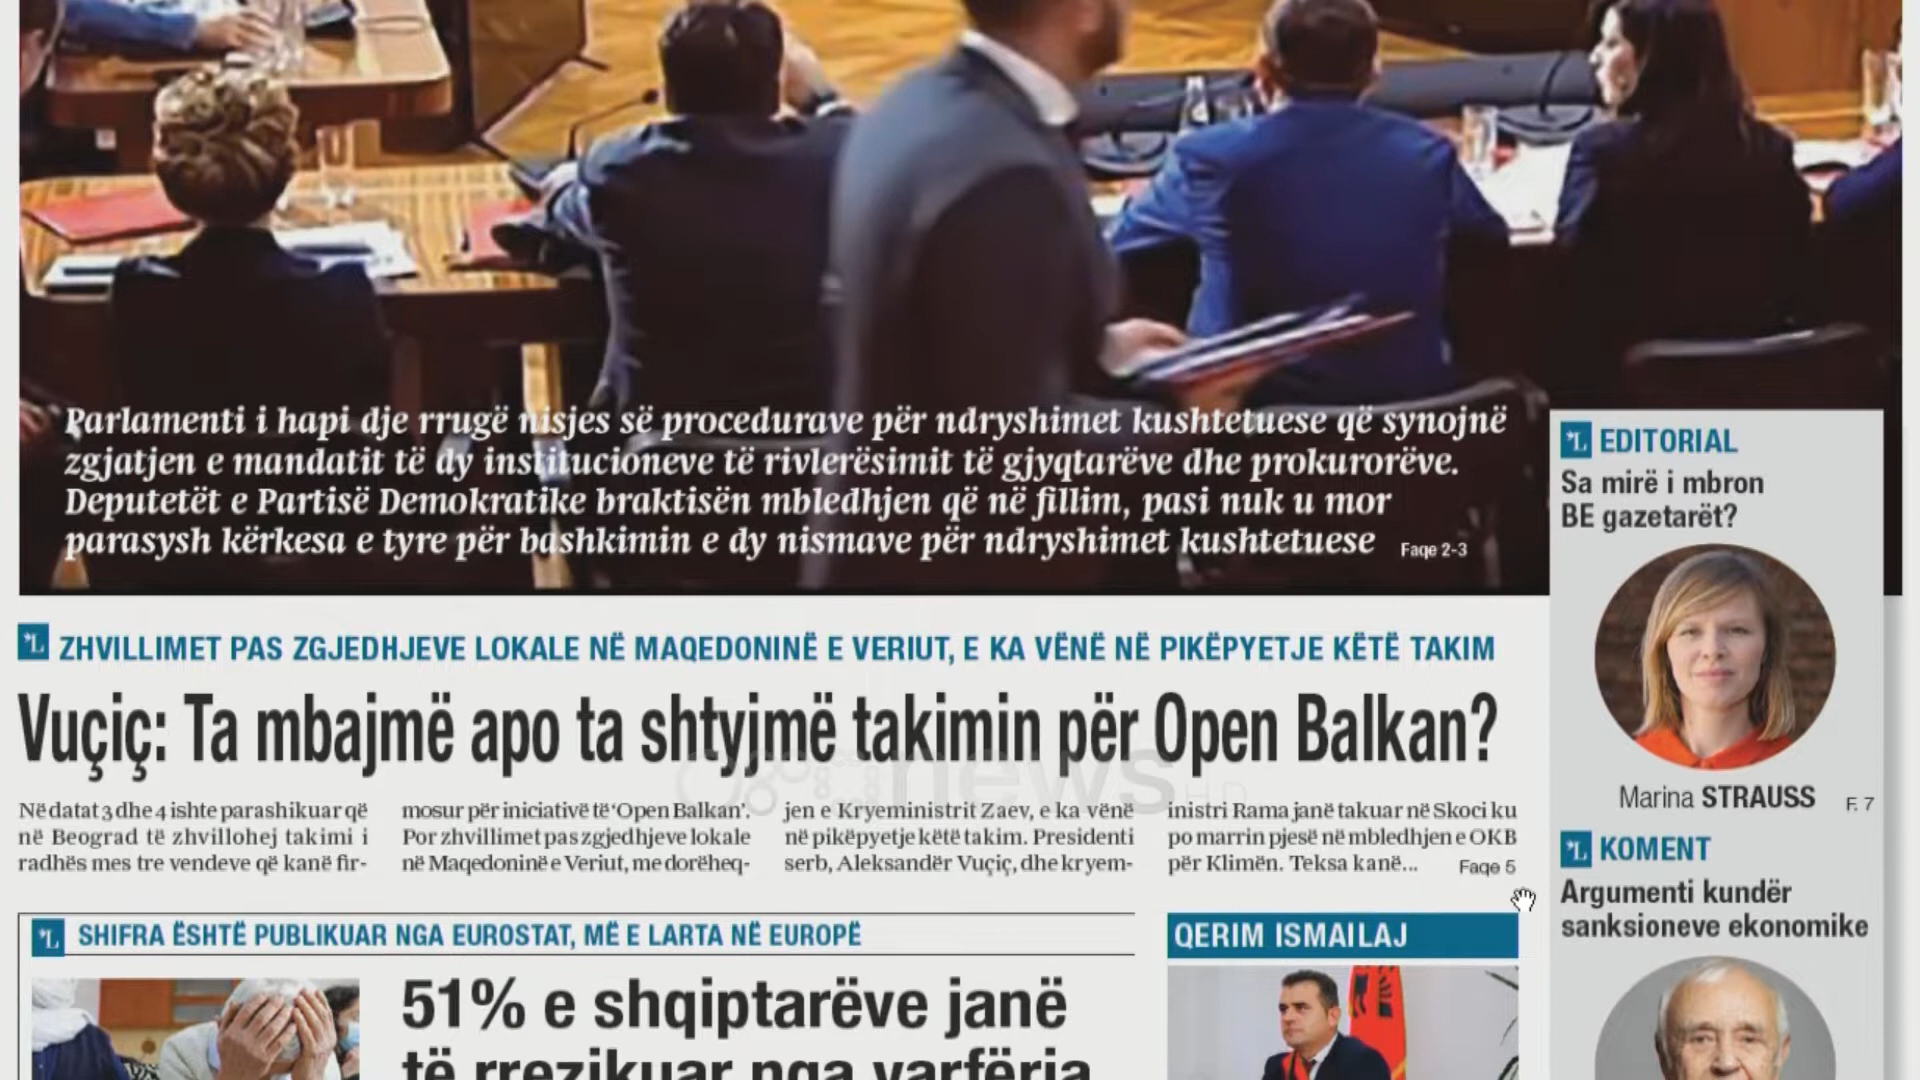 Parlamenti i hapi dje rrugë nisjes së procedurave për ndryshimet kushtetuese që synojnë
zgjatjen e mandatit të dy institucioneve të rivlerësimit të gjyqtarëve dhe prokurorëve.
Deputetët e Partisë Demokratike braktisën mbledhjen që në fillim, pasi nuk u mor
parasysh kërkesa e tyre për bashkimin e dy nismave për ndryshimet kushtetuese Faqe 2-3
ZHVILLIMET PAS ZGJEDHJEVE LOKALE NË MAQEDONINË E VERIUT, E KA VËNË NË PIKËPYETJE KËTË TAKIM
Vuçiç: Ta mbajmë apo ta shtyjmë takimin për Open Balkan?
Në datat 3 dhe 4 ishte parashikuar që
në Beograd të zhvillohej takimi i
radhës mes tre vendeve që kanë fir-
mosur për iniciativë të ‘Open Balkan’.
Por zhvillimet pas zgjedhjeve lokale
në Maqedoninë e Veriut, me dorëheq-
jen e Kryeministrit Zaev, e ka vënë
në pikëpyetje këtë takim. Presidenti
serb, Aleksandër Vuçiç, dhe kryem-
inistri Rama janë takuar në Skoci ku
po marrin pjesë në mbledhjen e OKB
për Klimën. Teksa kanë... Faqe 5
SHIFRA ËSHTË PUBLIKUAR NGA EUROSTAT, MË E LARTA NË EUROPË
51% e shqiptarëve janë
të rrezikuar nga varfëria
QERIM ISMAILAJ
L EDITORIAL
Sa mirë i mbron
BE gazetarët?
Marina STRAUSS F. 7
L KOMENT
Argumenti kundër
sanksioneve ekonomike
news